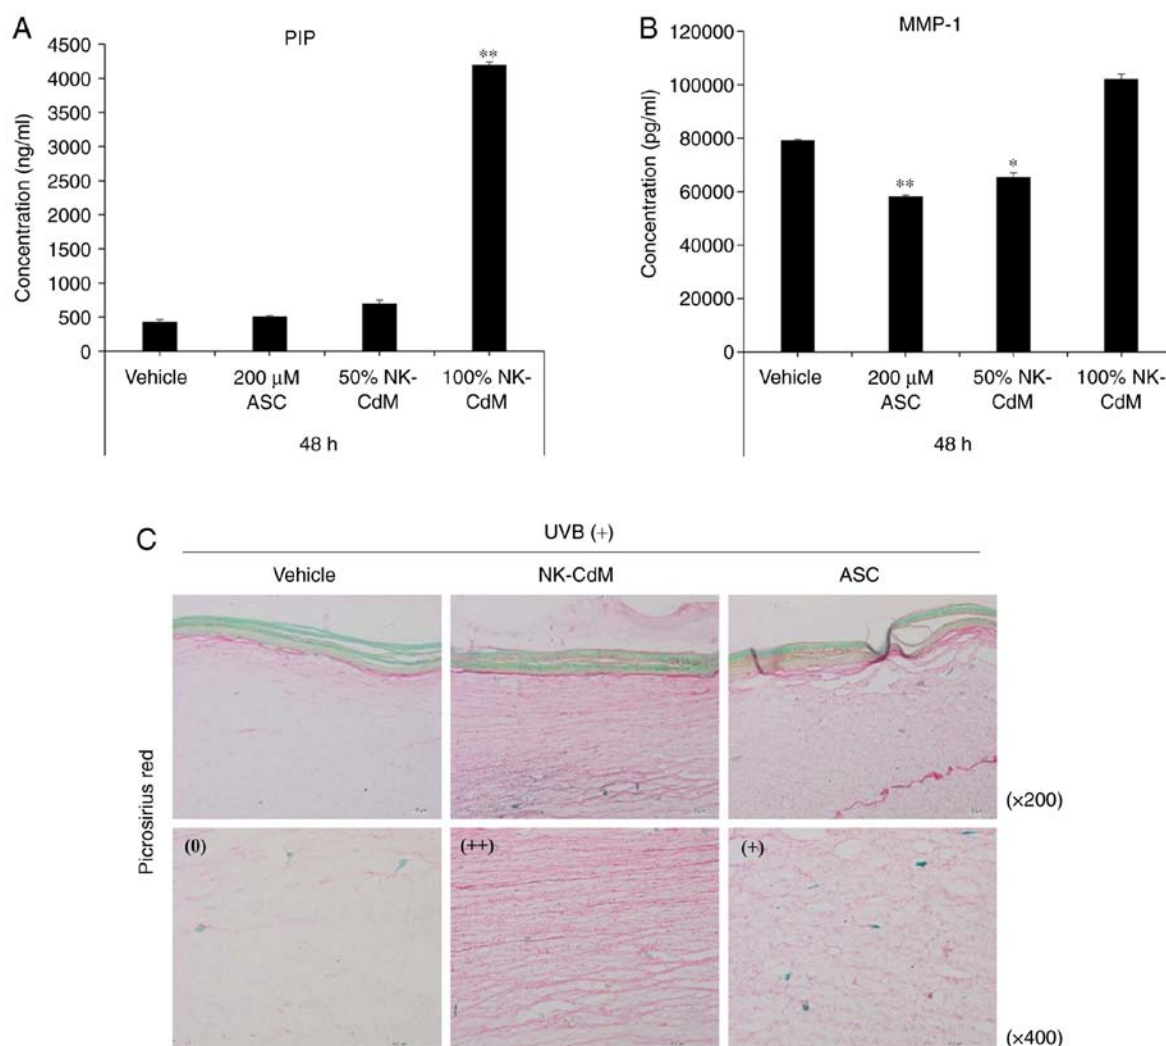 A
PIP
Concentration (ng/ml)
4500
4000
3500
3000
2500
2000
1500
1000
500
0
**
Vehicle
200 μM
ASC
50% NK-
CdM
100% NK-
CdM
48 h
B
MMP-1
Concentration (pg/ml)
120000
100000
80000
60000
40000
20000
0
**
*
Vehicle
200 μM
ASC
50% NK-
CdM
100% NK-
CdM
48 h
C
UVB (+)
Vehicle
NK-CdM
ASC
Picrosirius red
(×200)
(0)
(++)
(+)
(×400)